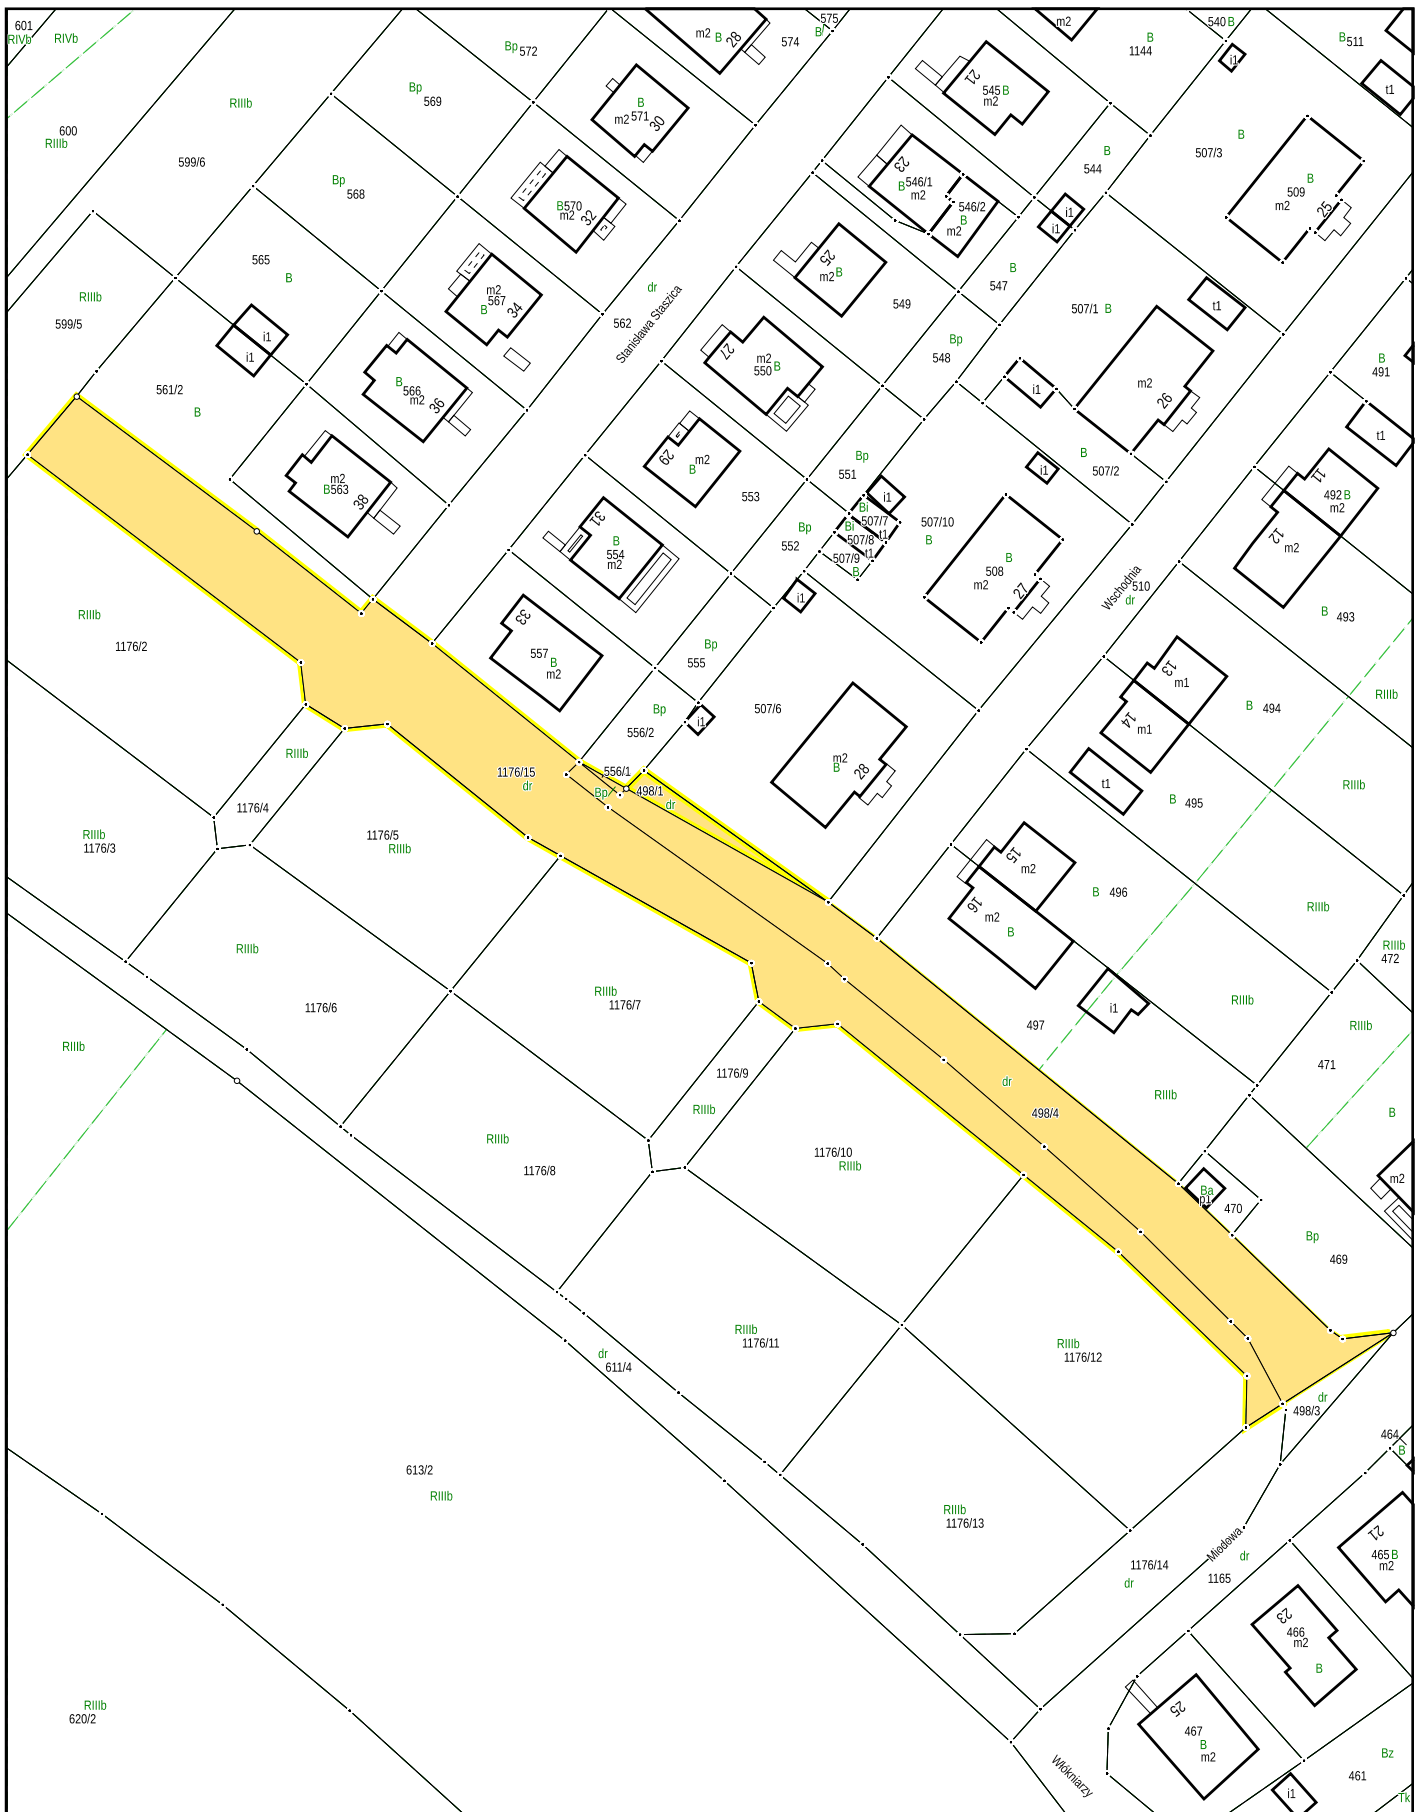 601
RIVb
RIVb
600
RIIIb
RIIIb
599/6
Bp 572
Bp
569
Bp
568
m2 B 28
574
575
B/
B
m2 571 30
B 570
m2 32
565
B
m2
567
B 34
RIIIb
599/5
i1
i1
561/2
B
B
566
m2 36
m2
B 563 38
dr
562
Stanisława Staszica
m2
B
1144
540 B
i1
B 511
t1
21
545 B
m2
B
544
B
507/3
23
B 546/1
m2
546/2
B
m2
i1
i1
B
509
m2 25
25
m2 B
549
B
547
507/1 B
t1
27
m2
550 B
Bp
548
i1
m2
26
B
491
t1
29
m2
B
553
Bp
551
i1
Bi
507/7
t1
Bi
507/8
t1
507/9
B
507/10
B
i1
B
507/2
11
492 B
m2
12
m2
31
B
554
m2
Bp
552
i1
B
508
m2 27
Wschodnia
510
dr
B 493
RIIIb
1176/2
33
557
B
m2
Bp
555
Bp
556/2
i1
507/6
m2
B 28
13
m1
14
m1
B 494
RIIIb
t1
B 495
RIIIb
RIIIb
1176/4
1176/15
dr
556/1
Bp
498/1
dr
RIIIb
1176/3
1176/5
RIIIb
15
m2
16
m2
B
B 496
RIIIb
RIIIb
472
RIIIb
1176/6
RIIIb
1176/7
RIIIb
i1
497
RIIIb
RIIIb
471
RIIIb
1176/9
RIIIb
dr
498/4
RIIIb
B
RIIIb
1176/8
1176/10
RIIIb
Ba
p1
470
m2
Bp
469
RIIIb
1176/11
RIIIb
1176/12
dr
611/4
dr
498/3
464
B
613/2
RIIIb
RIIIb
1176/13
Miodowa
1176/14
dr
dr
1165
21
465 B
m2
23
466
m2
B
RIIIb
620/2
25
467
B
m2
Włókniarzy
Bz
461
i1
Tk